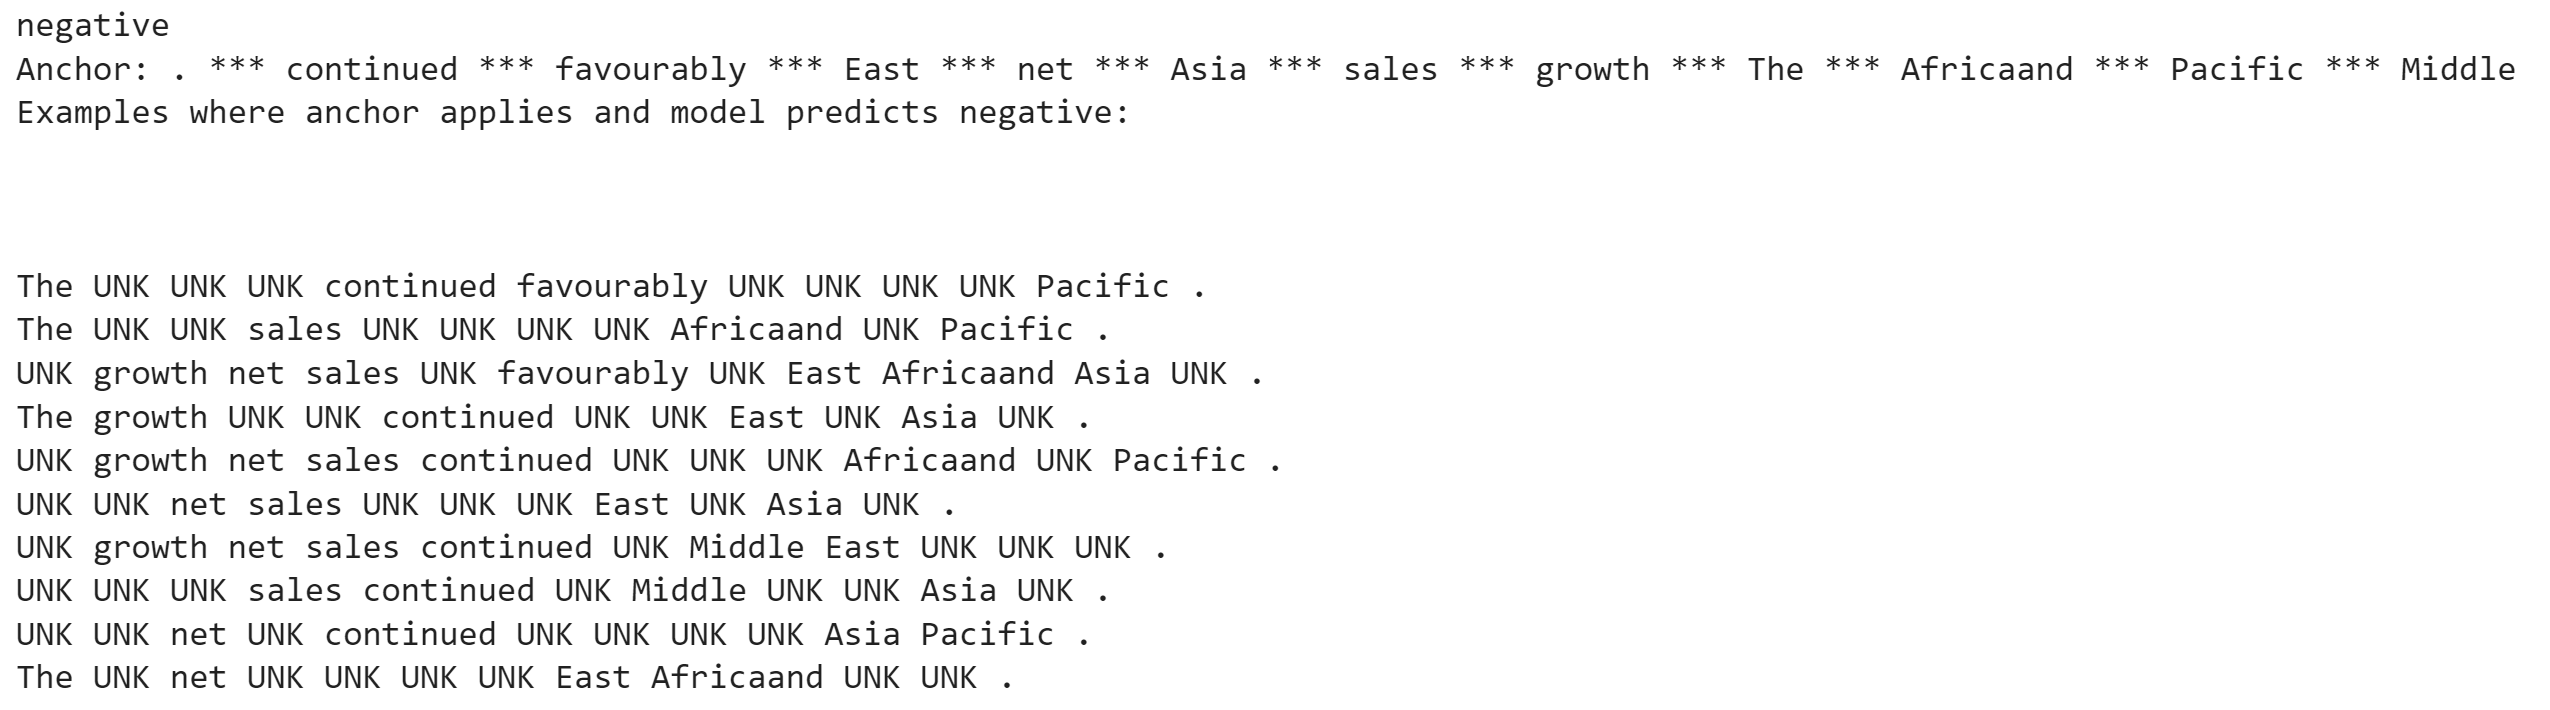 negative
Anchor: . *** continued *** favourably *** East *** net *** Asia *** sales *** growth *** The *** Africaand *** Pacific *** Middle
Examples where anchor applies and model predicts negative:
The UNK UNK UNK continued favourably UNK UNK UNK UNK Pacific .
The UNK UNK sales UNK UNK UNK UNK Africaand UNK Pacific .
UNK growth net sales UNK favourably UNK East Africaand Asia UNK .
The growth UNK UNK continued UNK UNK East UNK Asia UNK .
UNK growth net sales continued UNK UNK UNK Africaand UNK Pacific .
UNK UNK net sales UNK UNK UNK East UNK Asia UNK .
UNK growth net sales continued UNK Middle East UNK UNK UNK .
UNK UNK UNK sales continued UNK Middle UNK UNK Asia UNK .
UNK UNK net UNK continued UNK UNK UNK UNK Asia Pacific .
The UNK net UNK UNK UNK UNK East Africaand UNK UNK .